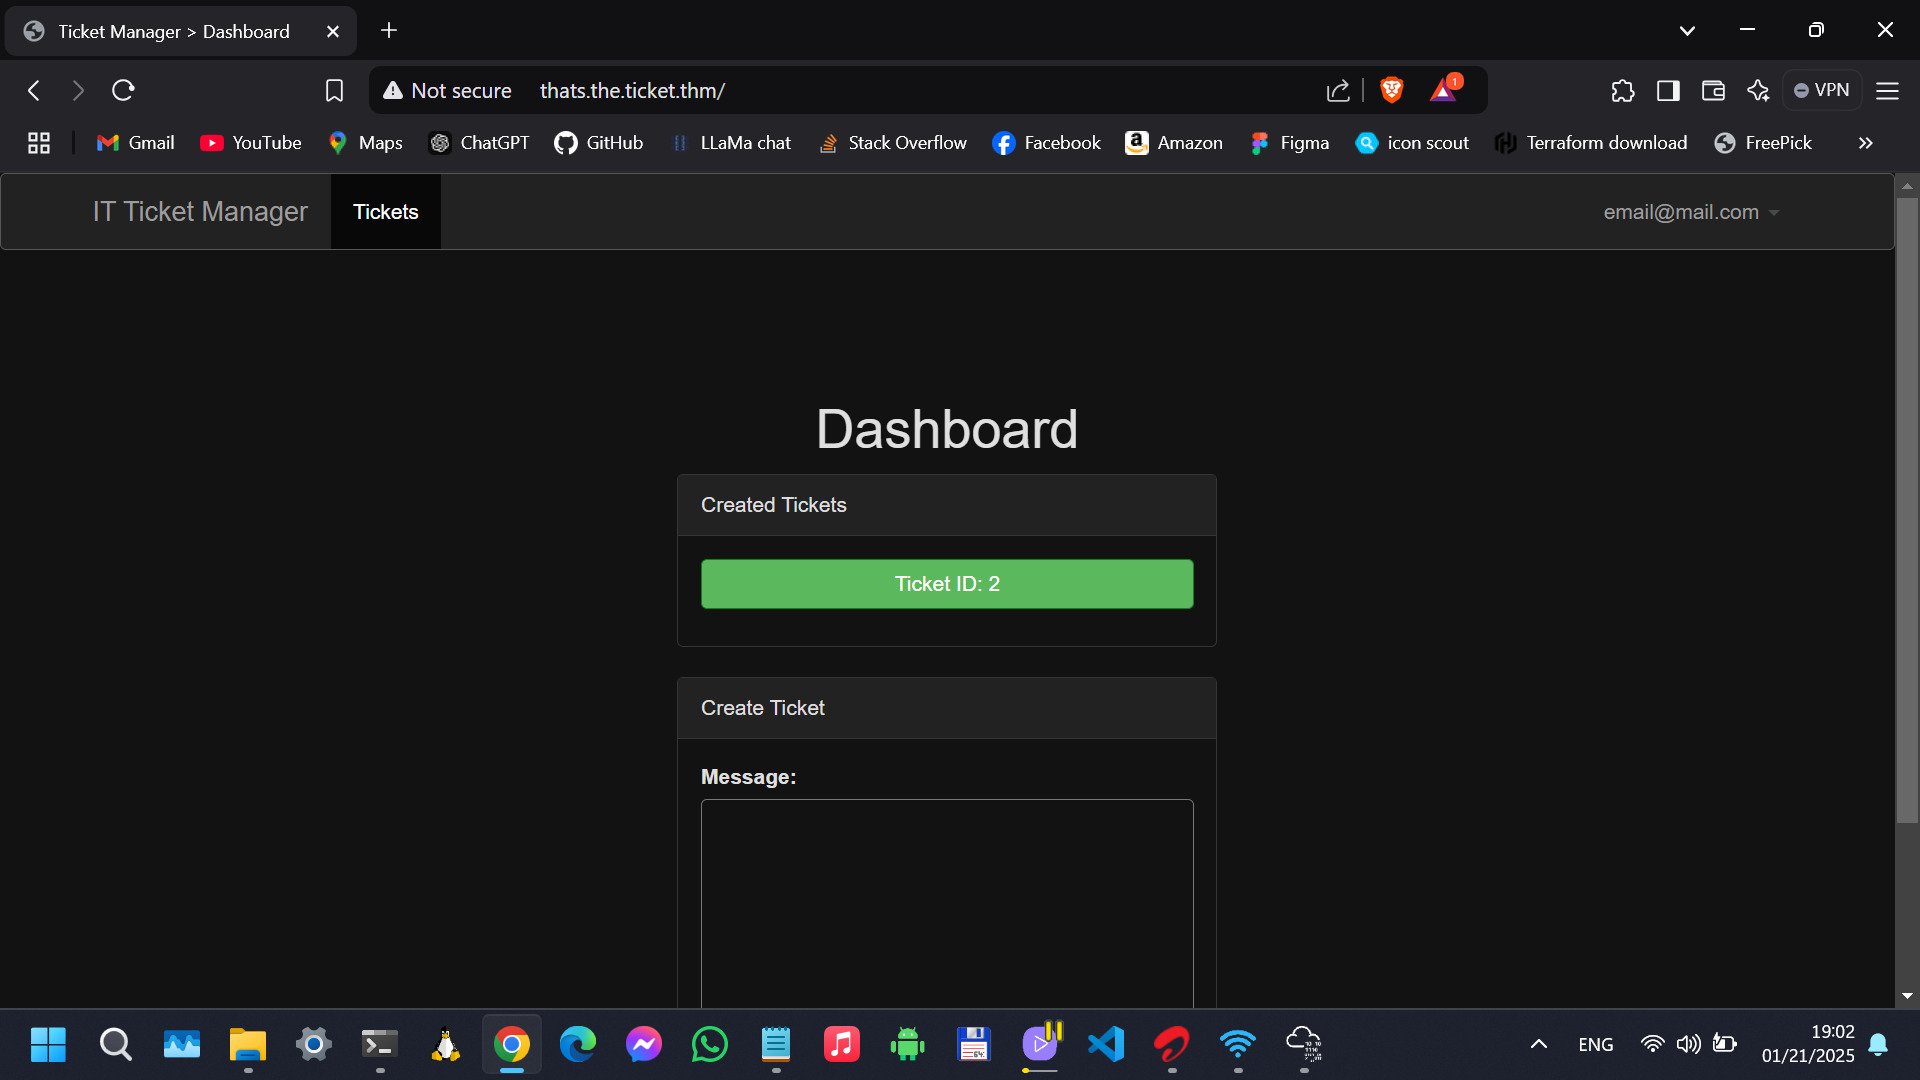 Ticket Manager > Dashboard
Not secure thats.the.ticket.thm/ 1 VPN
Gmail YouTube Maps ChatGPT GitHub LLaMa chat Stack Overflow Facebook Amazon Figma icon scout Terraform download FreePick
IT Ticket Manager Tickets email@mail.com
Dashboard
Created Tickets
Ticket ID: 2
Create Ticket
Message:
ENG 19:02
01/21/2025